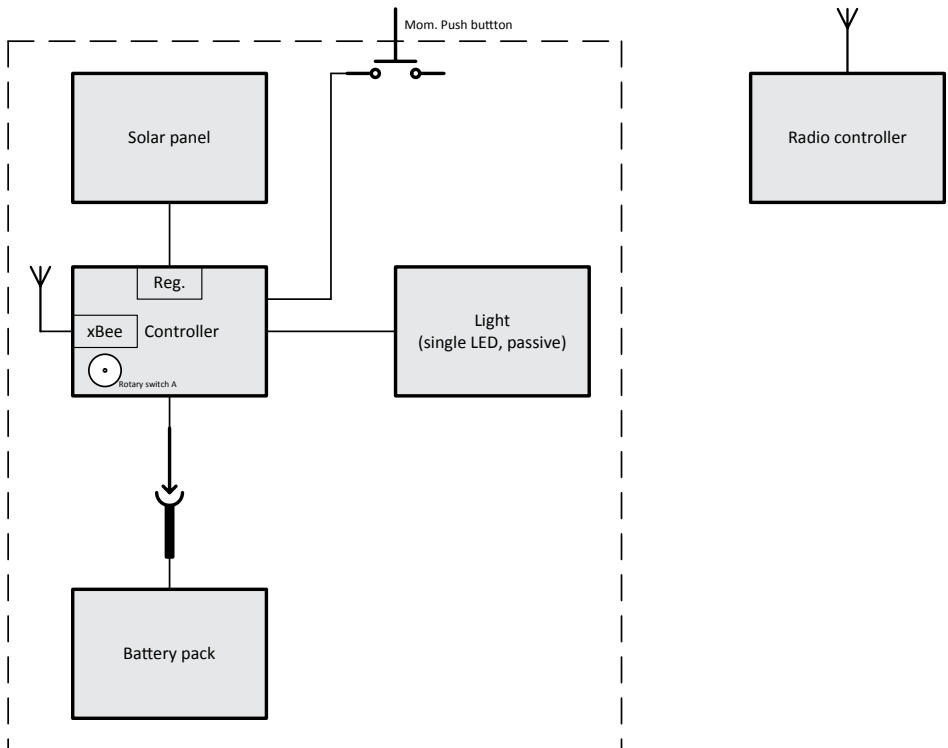 Mom. Push buttton
Solar panel
Radio controller
Reg.
xBee
Controller
Rotary switch A
Light
(single LED, passive)
Battery pack